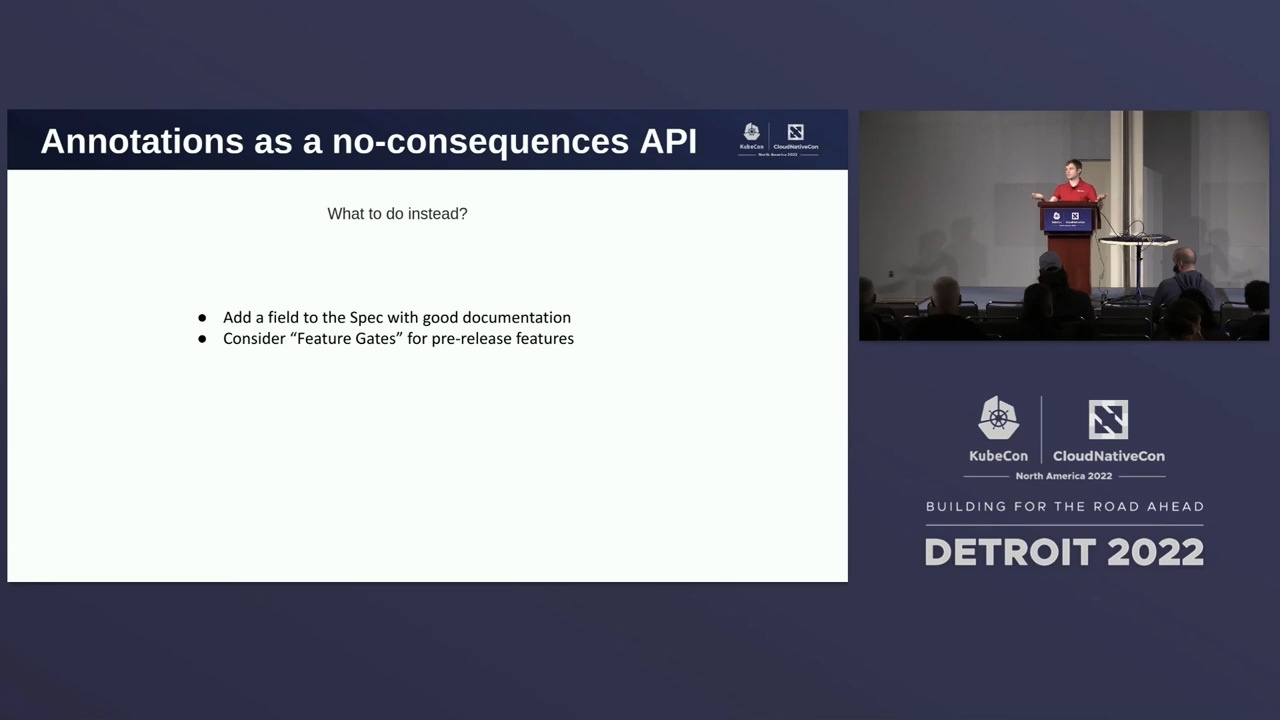 Annotations as a no-consequences API
KubeCon
CloudNativeCon
North America 2022
What to do instead?
● Add a field to the Spec with good documentation
● Consider “Feature Gates” for pre-release features
KubeCon
CloudNativeCon
North America 2022
BUILDING FOR THE ROAD AHEAD
DETROIT 2022